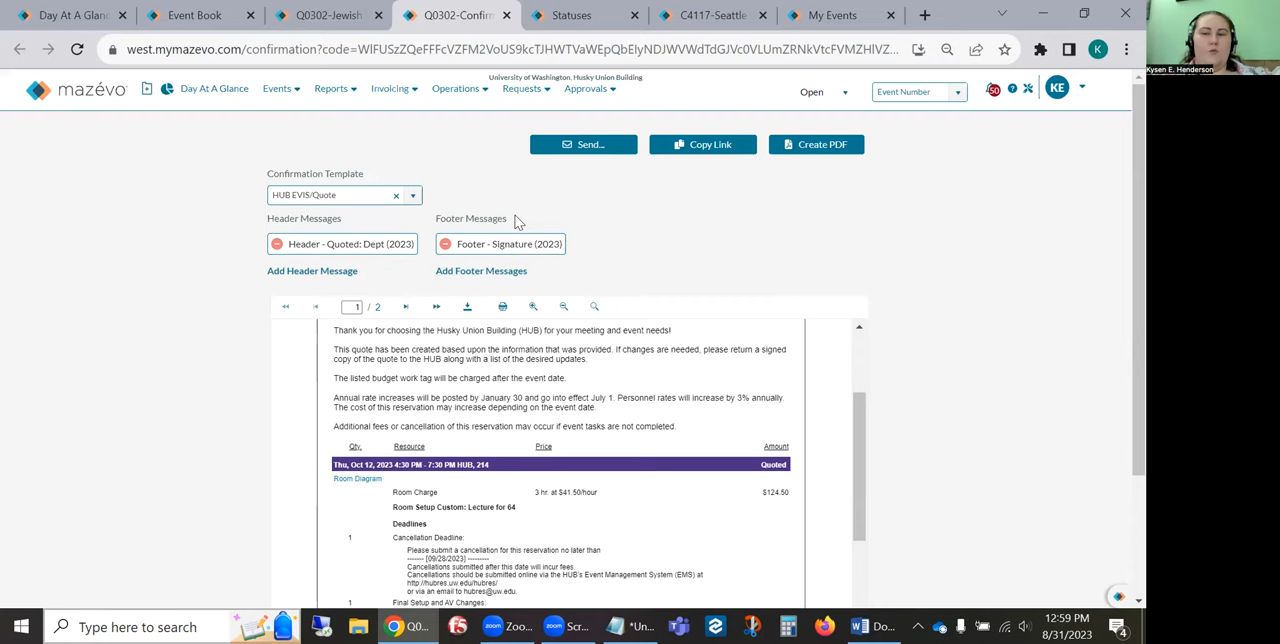 Day At A Glanc
Event Book
Q0302-Jewish
Q0302-Confirm
Statuses
C4117-Seattle
My Events
west.mymazevo.com/confirmation?code=WlFUSzZQeFFFcVZFM2VoUS9kcTJHWTVaWEpQbElyNDJWVWdTdGJVc0VLUmZRNkVtcFVMZHlVZ...
K
University of Washington, Husky Union Building
mazévo
Day At A Glance
Events
Reports
Invoicing
Operations
Requests
Approvals
Open
Event Number
50
KE
Kysen E. Henderson
Send...
Copy Link
Create PDF
Confirmation Template
HUB EVIS/Quote
Header Messages
Footer Messages
Header - Quoted: Dept (2023)
Footer - Signature (2023)
Add Header Message
Add Footer Messages
1 / 2
Thank you for choosing the Husky Union Building (HUB) for your meeting and event needs!
This quote has been created based upon the information that was provided. If changes are needed, please return a signed
copy of the quote to the HUB along with a list of the desired updates.
The listed budget work tag will be charged after the event date.
Annual rate increases will be posted by January 30 and go into effect July 1. Personnel rates will increase by 3% annually.
The cost of this reservation may increase depending on the event date.
Additional fees or cancellation of this reservation may occur if event tasks are not completed.
Qty. Resource Price Amount
Thu, Oct 12, 2023 4:30 PM - 7:30 PM HUB, 214 Quoted
Room Diagram
Room Charge 3 hr. at $41.50/hour $124.50
Room Setup Custom: Lecture for 64
Deadlines
1 Cancellation Deadline:
Please submit a cancellation for this reservation no later than
------- [09/28/2023] ---------
Cancellations submitted after this date will incur fees.
Cancellations should be submitted online via the HUB's Event Management System (EMS) at
http://hubres.uw.edu/hubres/
or via an email to hubres@uw.edu.
1 Final Setup and AV Changes:
Type here to search
Q0...
Zoo...
Scr...
*Un...
Do...
12:59 PM
8/31/2023
4